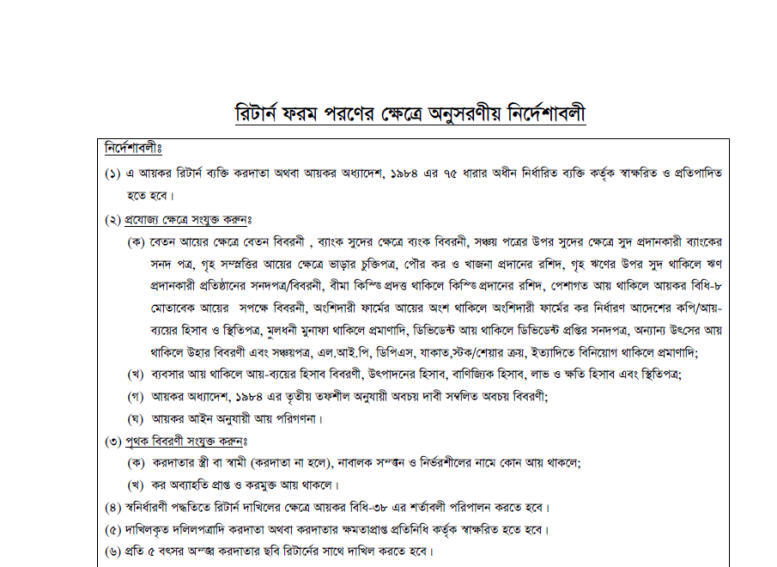 রিটার্ন ফরম পরণের ক্ষেত্রে অনুসরণীয় নির্দেশাবলী
নির্দেশাবলীঃ
(১) এ আয়কর রিটার্ন ব্যক্তি করদাতা অথবা আয়কর অধ্যাদেশ, ১৯৮৪ এর ৭৫ ধারার অধীন নির্ধারিত ব্যক্তি কর্তৃক স্বাক্ষরিত ও প্রতিপাদিত
হতে হবে।
(২) প্রযোজ্য ক্ষেত্রে সংযুক্ত করুনঃ
(ক) বেতন আয়ের ক্ষেত্রে বেতন বিবরনী , ব্যাংক সুদের ক্ষেত্রে ব্যংক বিবরনী, সঞ্চয় পত্রের উপর সুদের ক্ষেত্রে সুদ প্রদানকারী ব্যাংকের
সনদ পত্র, গৃহ সম্পত্তির আয়ের ক্ষেত্রে ভাড়ার চুক্তিপত্র, পৌর কর ও খাজনা প্রদানের রশিদ, গৃহ ঋণের উপর সুদ থাকিলে ঋণ
প্রদানকারী প্রতিষ্ঠানের সনদপত্র/বিবরনী, বীমা কিস্তি প্রদত্ত থাকিলে কিস্তি প্রদানের রশিদ, পেশাগত আয় থাকিলে আয়কর বিধি-৮
মোতাবেক আয়ের সপক্ষে বিবরনী, অংশিদারী ফার্মের আয়ের অংশ থাকিলে অংশিদারী ফার্মের কর নির্ধারণ আদেশের কপি/আয়-
ব্যয়ের হিসাব ও স্থিতিপত্র, মুলধনী মুনাফা থাকিলে প্রমাণাদি, ডিভিডেন্ট আয় থাকিলে ডিভিডেন্ট প্রপ্তির সনদপত্র, অন্যান্য উৎসের আয়
থাকিলে উহার বিবরণী এবং সঞ্চয়পত্র, এল.আই.পি, ডিপিএস, যাকাত,স্টক/শেয়ার ক্রয়, ইত্যাদিতে বিনিয়োগ থাকিলে প্রমাণাদি;
(খ) ব্যবসার আয় থাকিলে আয়-ব্যয়ের হিসাব বিবরণী, উৎপাদনের হিসাব, বাণিজ্যিক হিসাব, লাভ ও ক্ষতি হিসাব এবং স্থিতিপত্র;
(গ) আয়কর অধ্যাদেশ, ১৯৮৪ এর তৃতীয় তফশীল অনুযায়ী অবচয় দাবী সম্বলিত অবচয় বিবরণী;
(ঘ) আয়কর আইন অনুযায়ী আয় পরিগণনা।
(৩) পৃথক বিবরণী সংযুক্ত করুনঃ
(ক) করদাতার স্ত্রী বা স্বামী (করদাতা না হলে), নাবালক সন্তান ও নির্ভরশীলের নামে কোন আয় থাকলে;
(খ) কর অব্যাহতি প্রাপ্ত ও করমুক্ত আয় থাকলে।
(৪) স্বনির্ধারণী পদ্ধতিতে রিটার্ন দাখিলের ক্ষেত্রে আয়কর বিধি-৩৮ এর শর্তাবলী পরিপালন করতে হবে।
(৫) দাখিলকৃত দলিলপত্রাদি করদাতা অথবা করদাতার ক্ষমতাপ্রাপ্ত প্রতিনিধি কর্তৃক স্বাক্ষরিত হতে হবে।
(৬) প্রতি ৫ বৎসর অন্তর করদাতার ছবি রিটার্নের সাথে দাখিল করতে হবে।